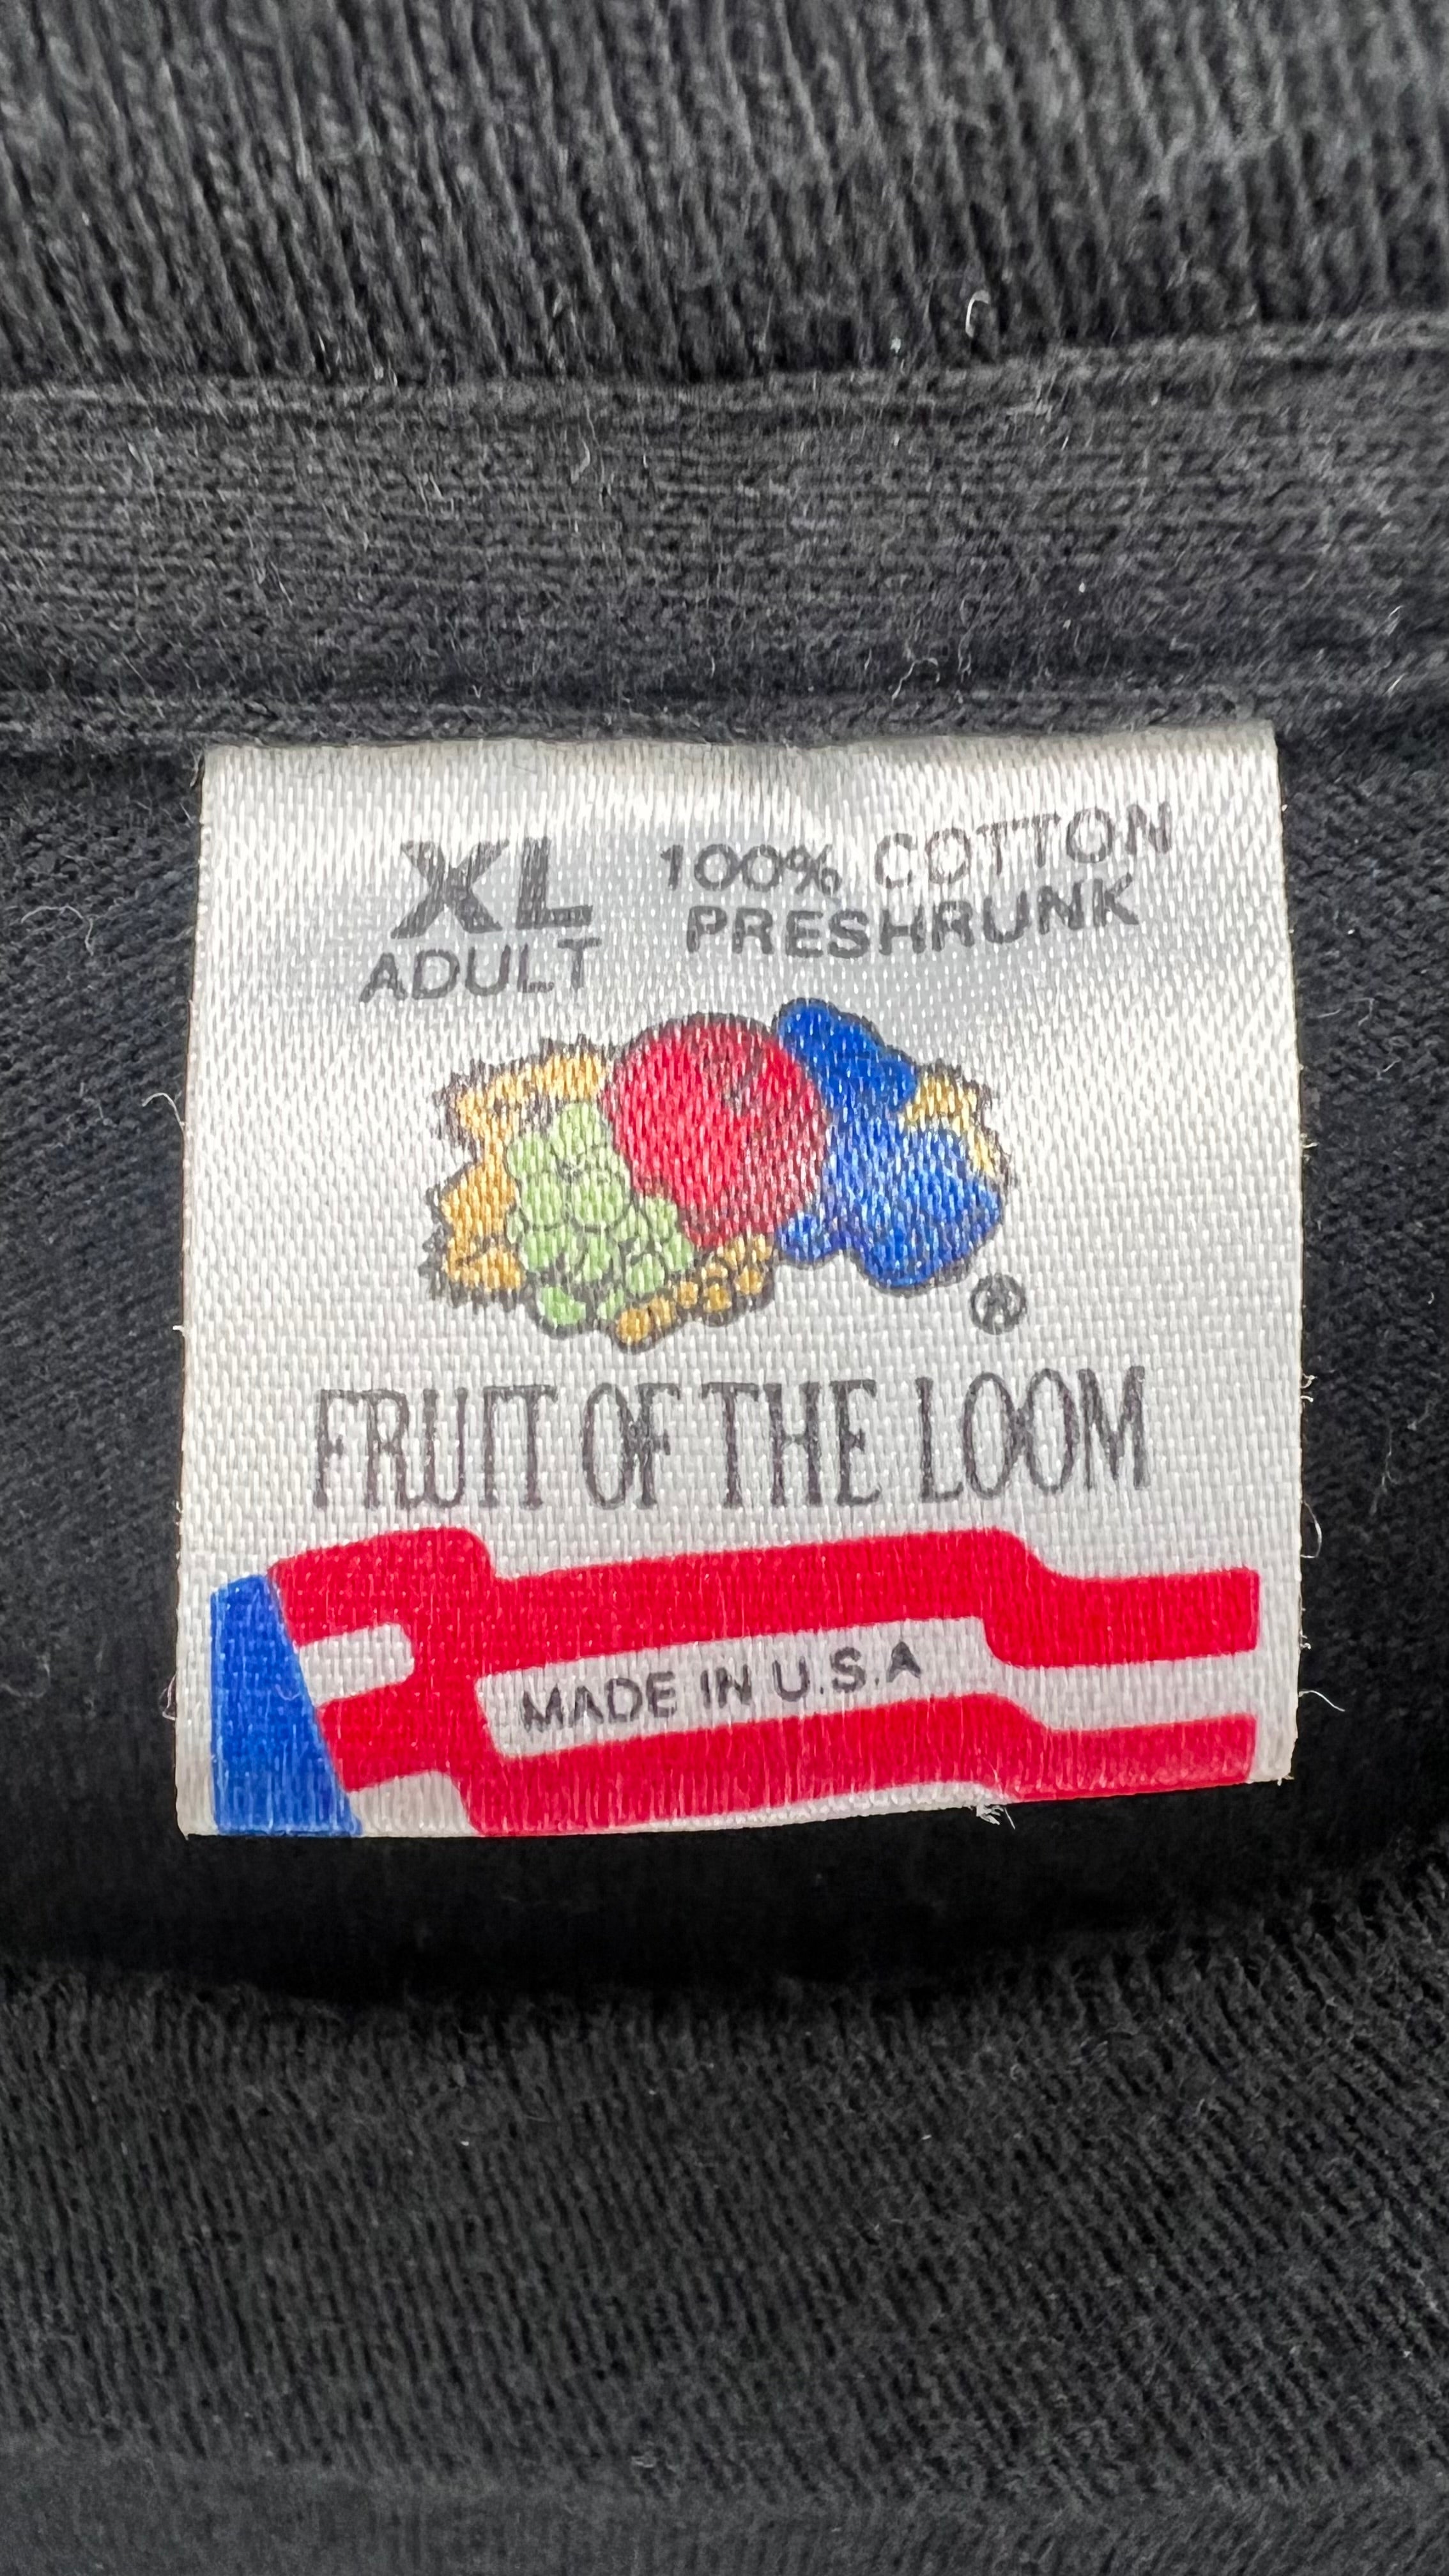 XL
ADULT
100% COTTON
PRESHRUNK
®
FRUIT OF THE LOOM
MADE IN U.S.A